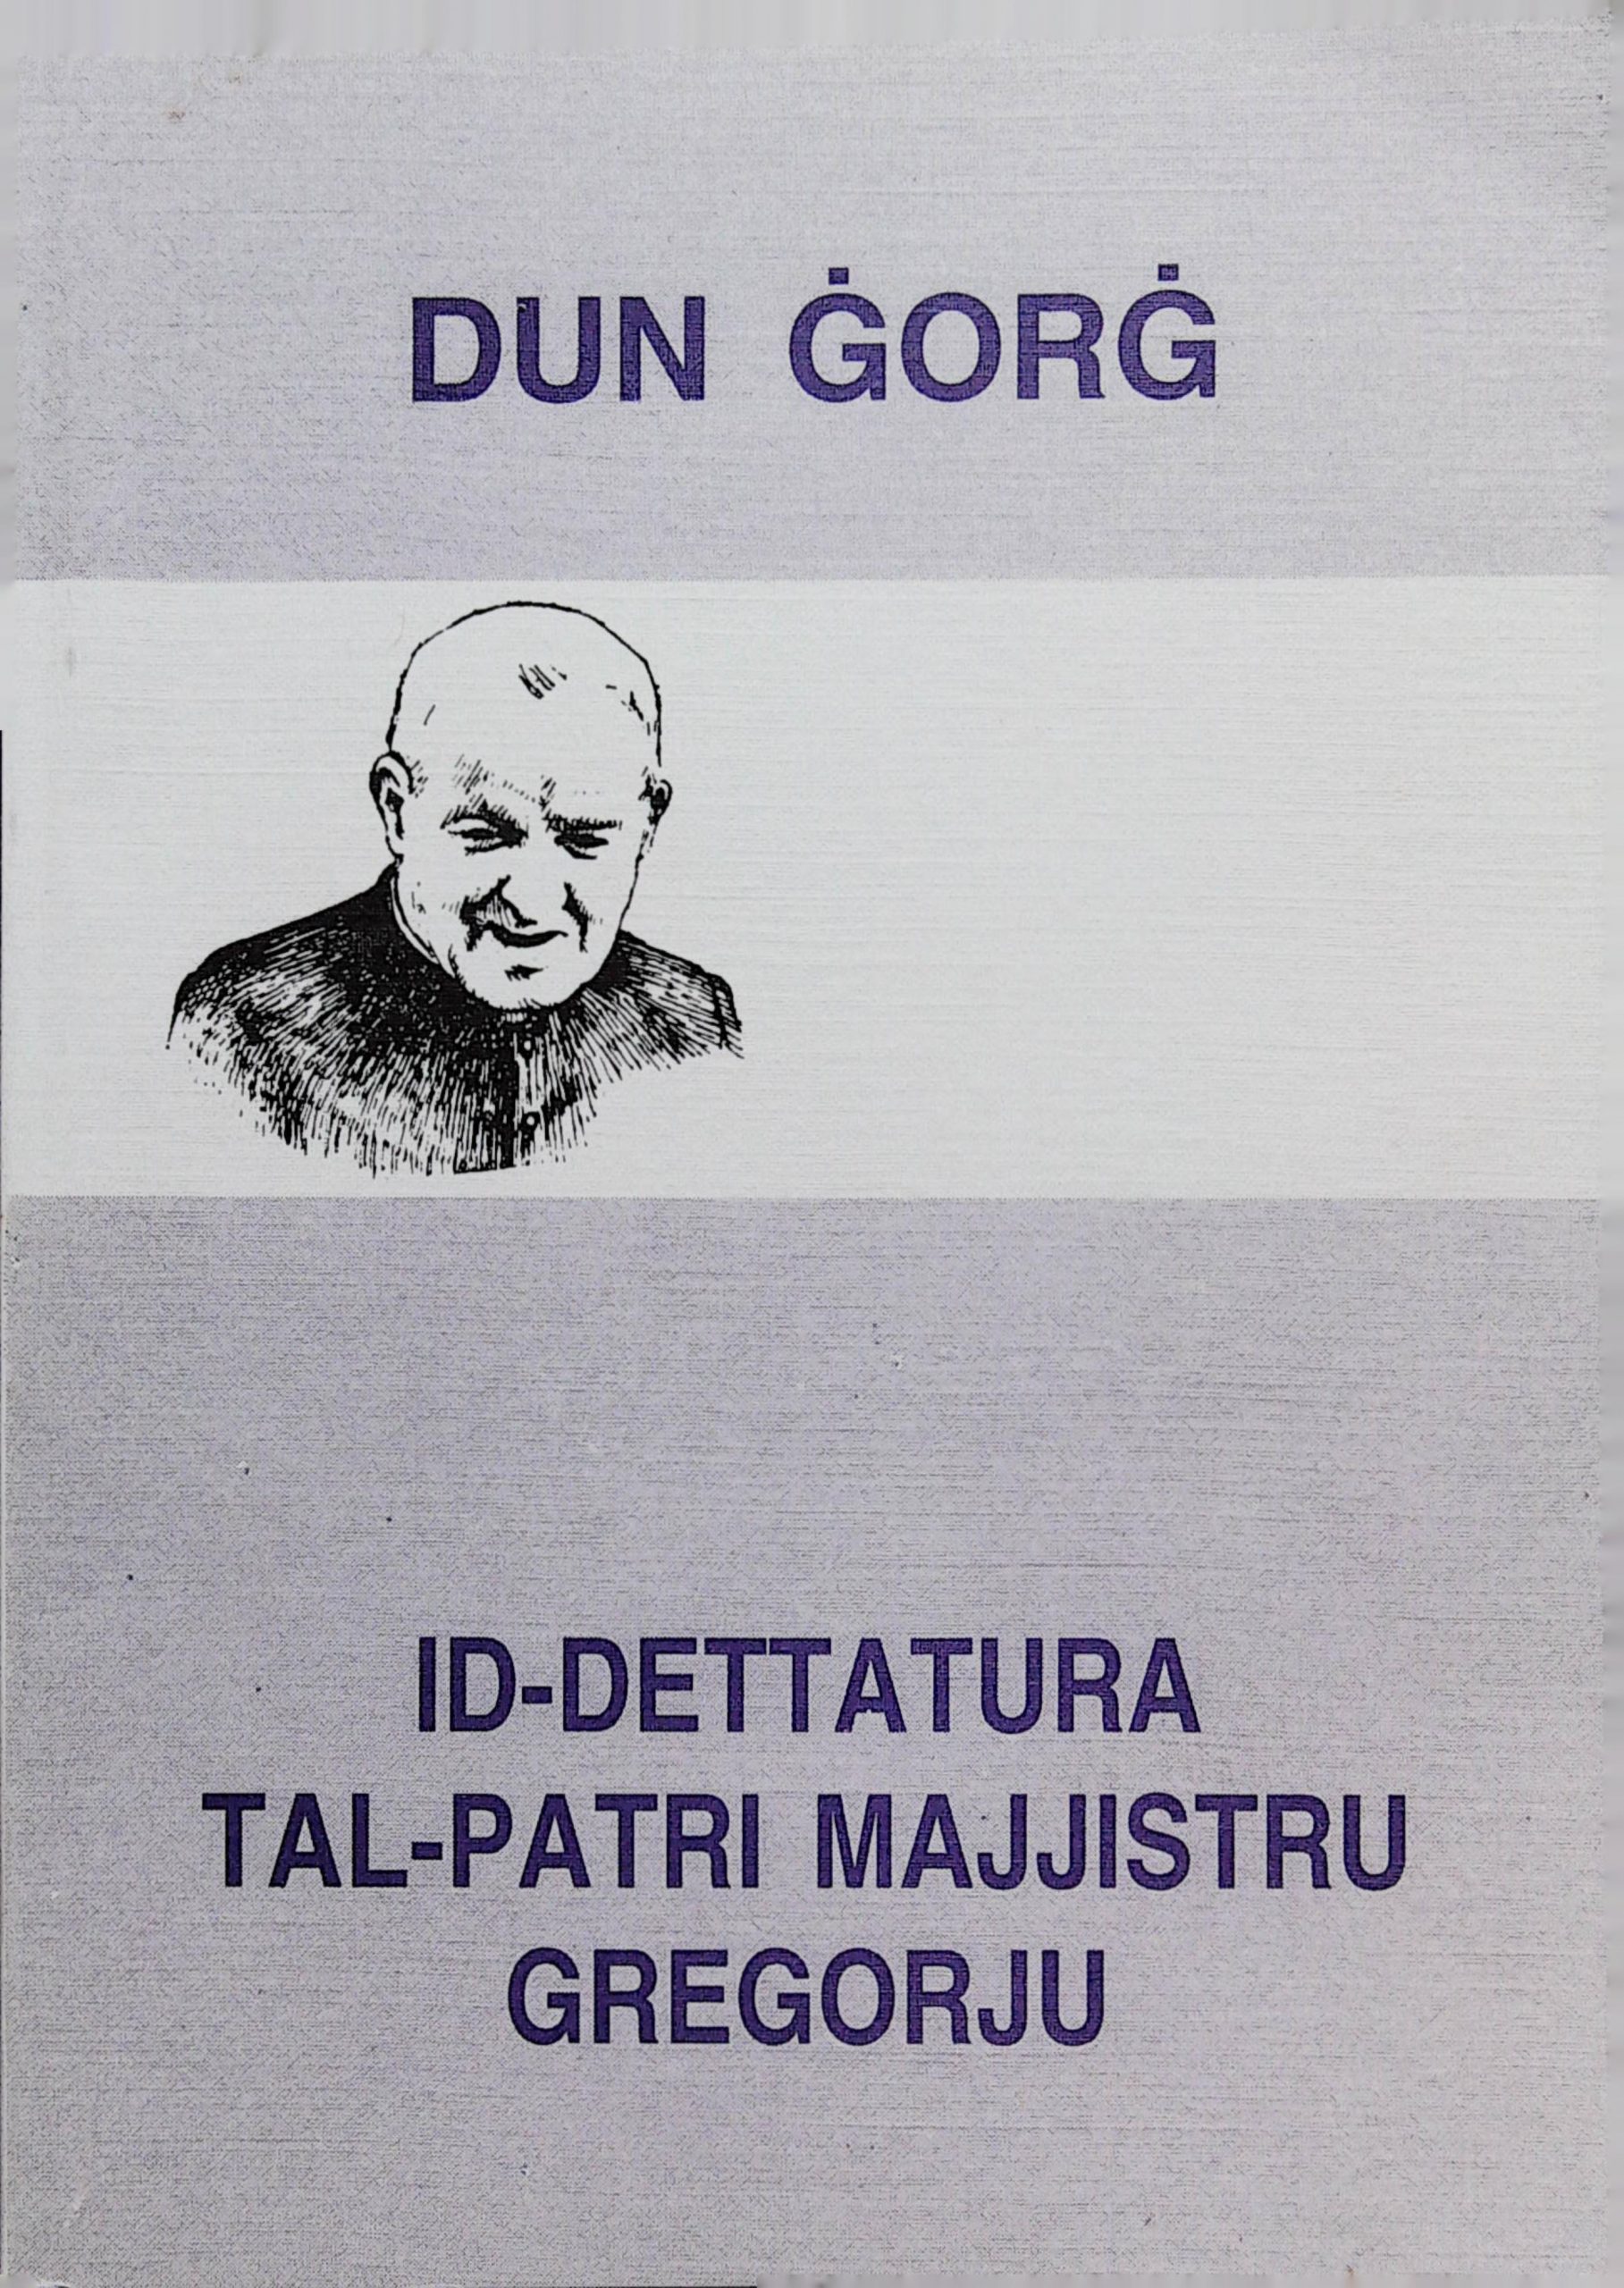 DUN ĠORĠ
ID-DETTATURA
TAL-PATRI MAJJISTRU
GREGORJU